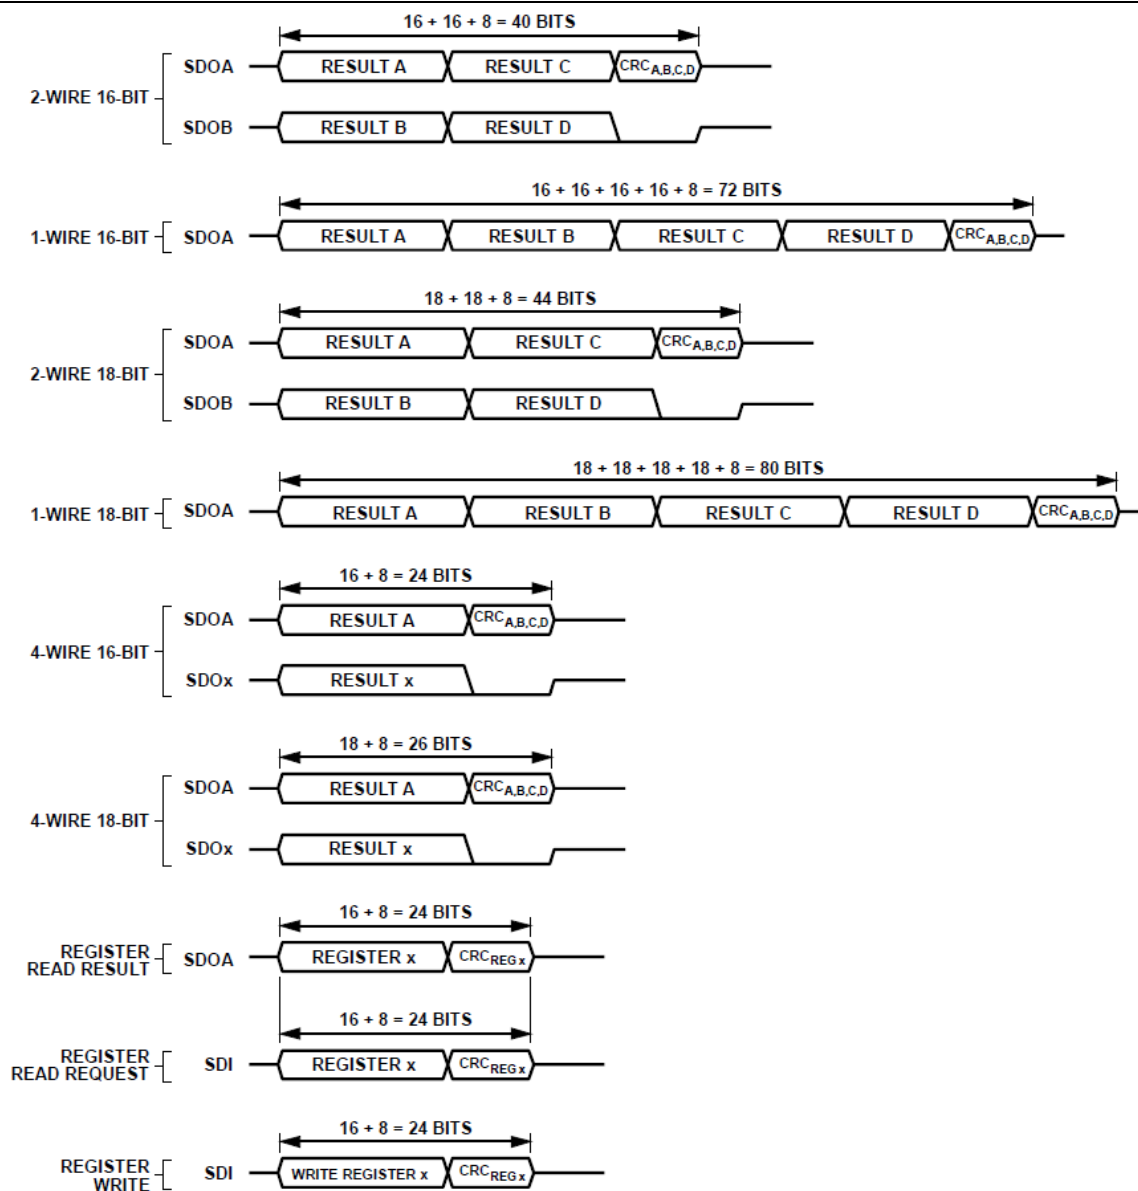 16 + 16 + 8 = 40 BITS
2-WIRE 16-BIT
SDOA RESULT A RESULT C CRCA,B,C,D
SDOB RESULT B RESULT D
16 + 16 + 16 + 16 + 8 = 72 BITS
1-WIRE 16-BIT SDOA RESULT A RESULT B RESULT C RESULT D CRCA,B,C,D
18 + 18 + 8 = 44 BITS
2-WIRE 18-BIT
SDOA RESULT A RESULT C CRCA,B,C,D
SDOB RESULT B RESULT D
18 + 18 + 18 + 18 + 8 = 80 BITS
1-WIRE 18-BIT SDOA RESULT A RESULT B RESULT C RESULT D CRCA,B,C,D
16 + 8 = 24 BITS
4-WIRE 16-BIT
SDOA RESULT A CRCA,B,C,D
SDOx RESULT x
18 + 8 = 26 BITS
4-WIRE 18-BIT
SDOA RESULT A CRCA,B,C,D
SDOx RESULT x
16 + 8 = 24 BITS
REGISTER
READ RESULT
SDOA REGISTER x CRCREG x
16 + 8 = 24 BITS
REGISTER
READ REQUEST
SDI REGISTER x CRCREG x
16 + 8 = 24 BITS
REGISTER
WRITE
SDI WRITE REGISTER x CRCREG x